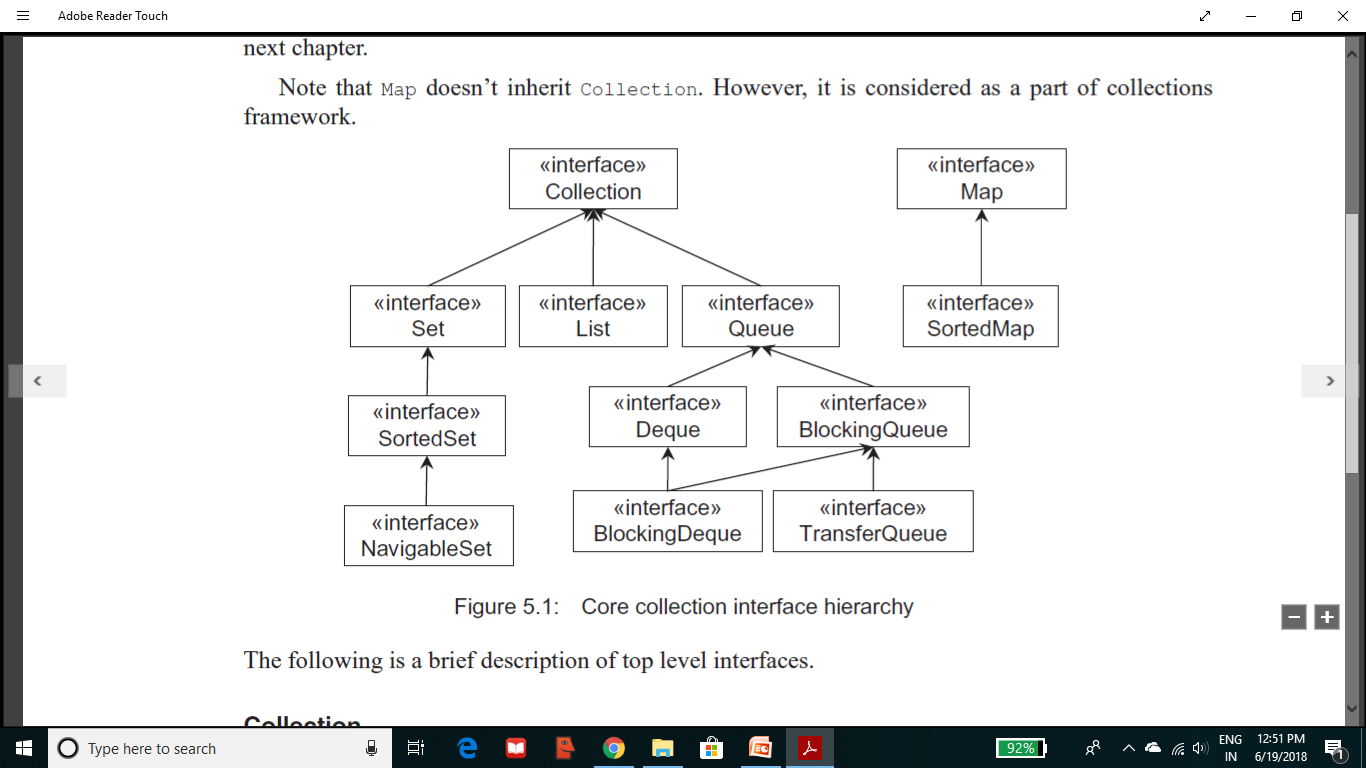 Adobe Reader Touch
next chapter.
Note that Map doesn’t inherit Collection. However, it is considered as a part of collections
framework.
«interface»
Collection
«interface»
Map
«interface»
Set
«interface»
List
«interface»
Queue
«interface»
SortedMap
«interface»
SortedSet
«interface»
Deque
«interface»
BlockingQueue
«interface»
NavigableSet
«interface»
BlockingDeque
«interface»
TransferQueue
Figure 5.1: Core collection interface hierarchy
The following is a brief description of top level interfaces.
Collection
Type here to search
92%
ENG
IN
12:51 PM
6/19/2018
1